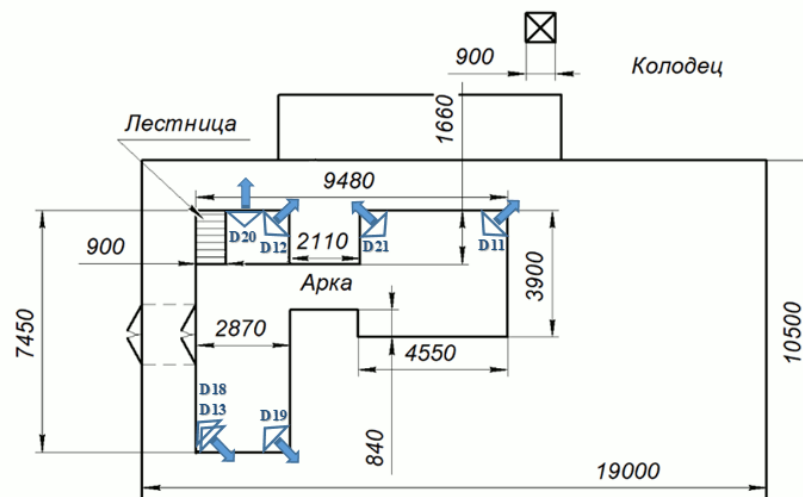 900
Колодец
1660
Лестница
9480
D20
D12
2110
D21
D11
900
Арка
3900
7450
2870
4550
10500
D18
D13
D19
840
19000